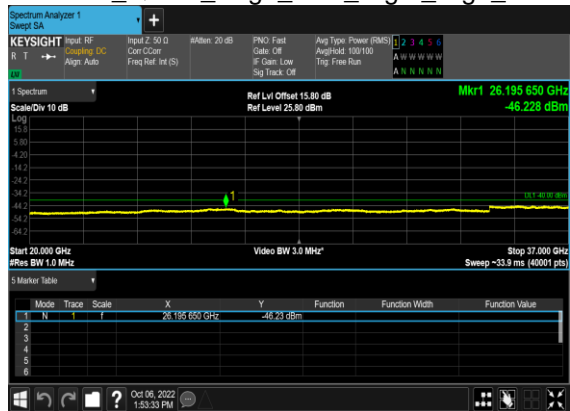 Spectrum Analyzer 1
Swept SA
+
KEYSIGHT Input: RF Input Z: 50 Ω #Atten: 20 dB PNO: Fast Avg Type: Power (RMS) 1 2 3 4 5 6
R T Coupling: DC Corr CCorr Gate: Off Avg|Hold: 100/100 A W W W W W
Align: Auto Freq Ref: Int (S) IF Gain: Low Trig: Free Run
Sig Track: Off A N N N N N
1 Spectrum Ref Lvl Offset 15.80 dB Mkr1 26.195 650 GHz
Scale/Div 10 dB Ref Level 25.80 dBm -46.228 dBm
Log
15.8
5.80
-4.20
-14.2
-24.2
-34.2
1
DL1 -40.00 dBm
-44.2
-54.2
-64.2
Start 20.000 GHz Video BW 3.0 MHz* Stop 37.000 GHz
#Res BW 1.0 MHz Sweep ~33.9 ms (40001 pts)
5 Marker Table
Mode Trace Scale X Y Function Function Width Function Value
1 N 1 f 26.195 650 GHz -46.23 dBm
2
3
4
5
6
? Oct 06, 2022
1:53:33 PM